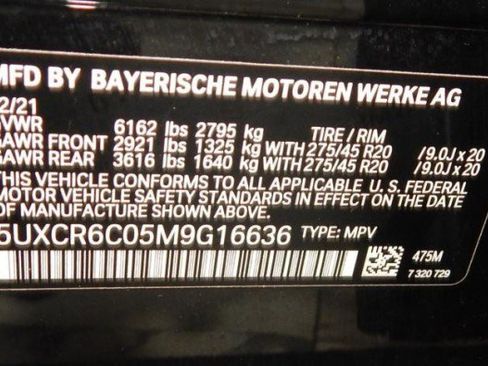 MFD BY BAYERISCHE MOTOREN WERKE AG
2/21
GVWR 6162 lbs 2795 kg TIRE / RIM
GAWR FRONT 2921 lbs 1325 kg WITH 275/45 R20 /9.0J x 20
GAWR REAR 3616 lbs 1640 kg WITH 275/45 R20 /9.0J x 20
THIS VEHICLE CONFORMS TO ALL APPLICABLE U. S. FEDERAL
MOTOR VEHICLE SAFETY STANDARDS IN EFFECT ON THE DATE OF
5UXCR6C05M9G16636 TYPE: MPV
475M
7 320 729